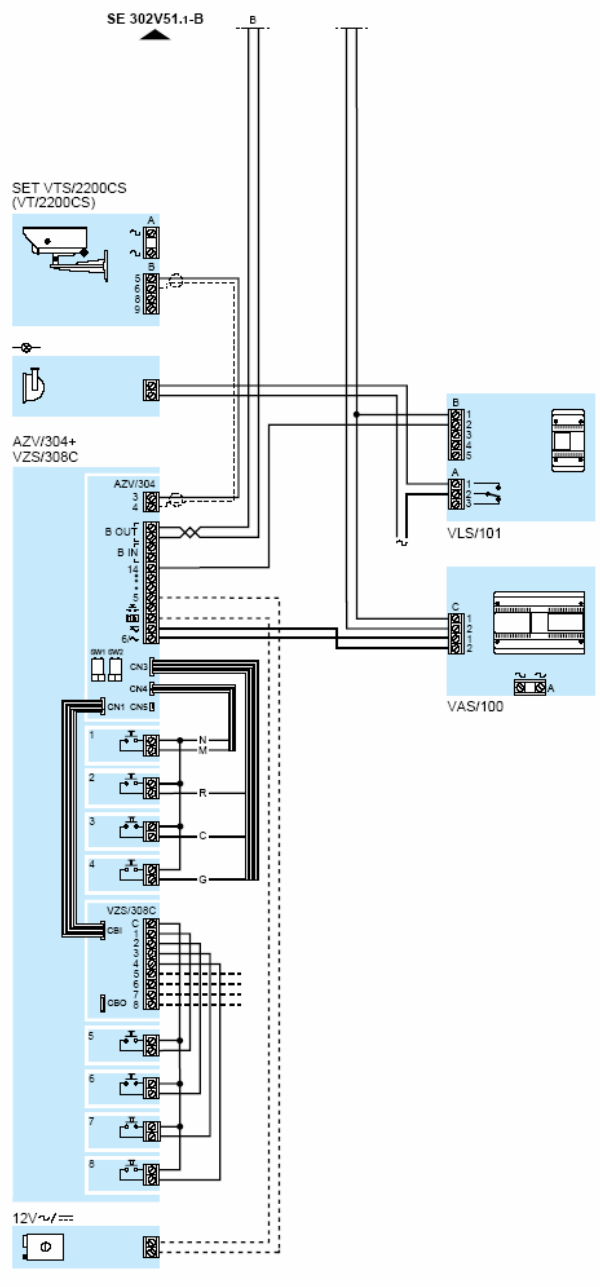 SE 302V51.1-B
B
SET VTS/2200CS
(VT/2200CS)
A
B
5
6
8
9
B
1
2
3
4
5
A
1
2
3
VLS/101
AZV/304+
VZS/308C
AZV/304
3
4
B OUT
B IN
14
5
6/~
C
1
2
1
2
A
VAS/100
SW1 SW2
CN3
CN4
CN1 CN5
1
N
M
2
R
3
C
4
G
VZS/308C
CBI
C
1
2
3
4
5
6
7
8
CBO
5
6
7
8
12V~/